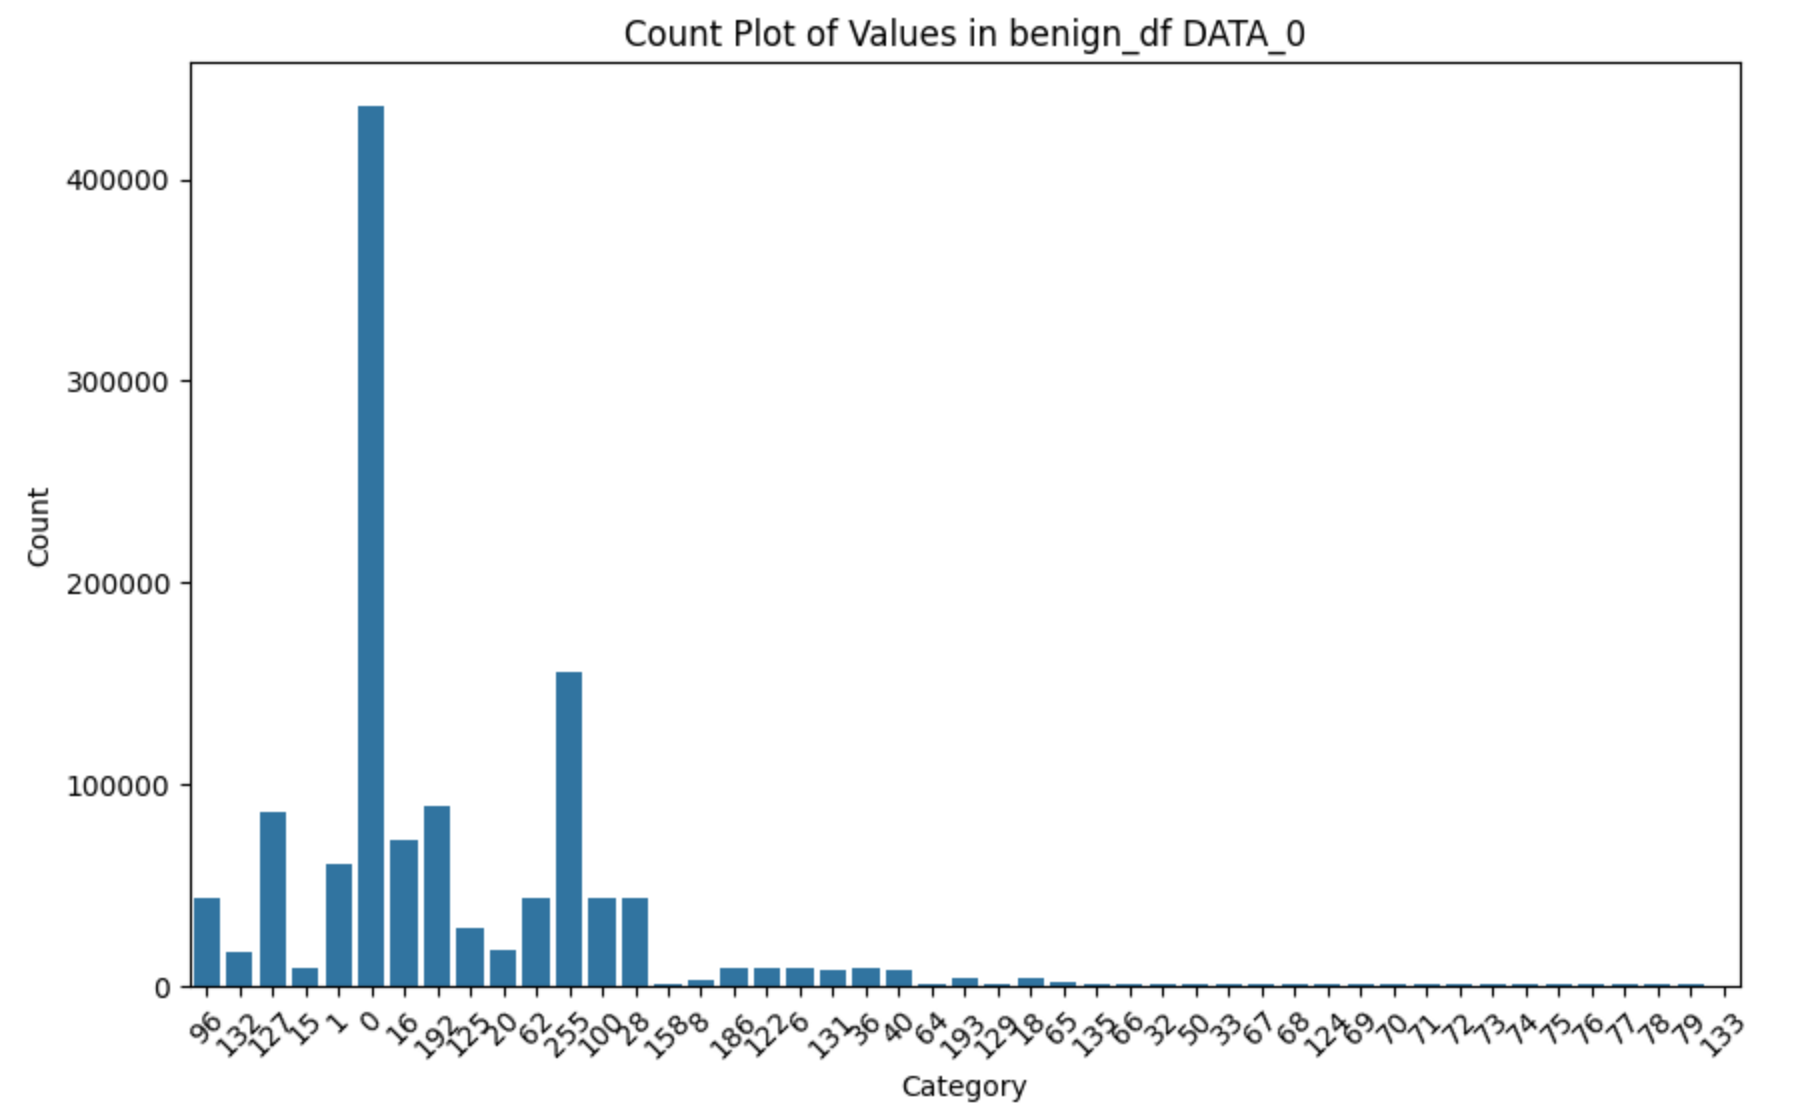 Count Plot of Values in benign_df DATA_0
400000
300000
200000
100000
0
Count
96 132 127 15 1 0 16 192 125 20 62 255 100 28 158 8 186 122 6 131 36 40 64 193 129 18 65 135 66 32 50 33 67 68 124 69 70 71 72 73 74 75 76 77 78 79 133
Category